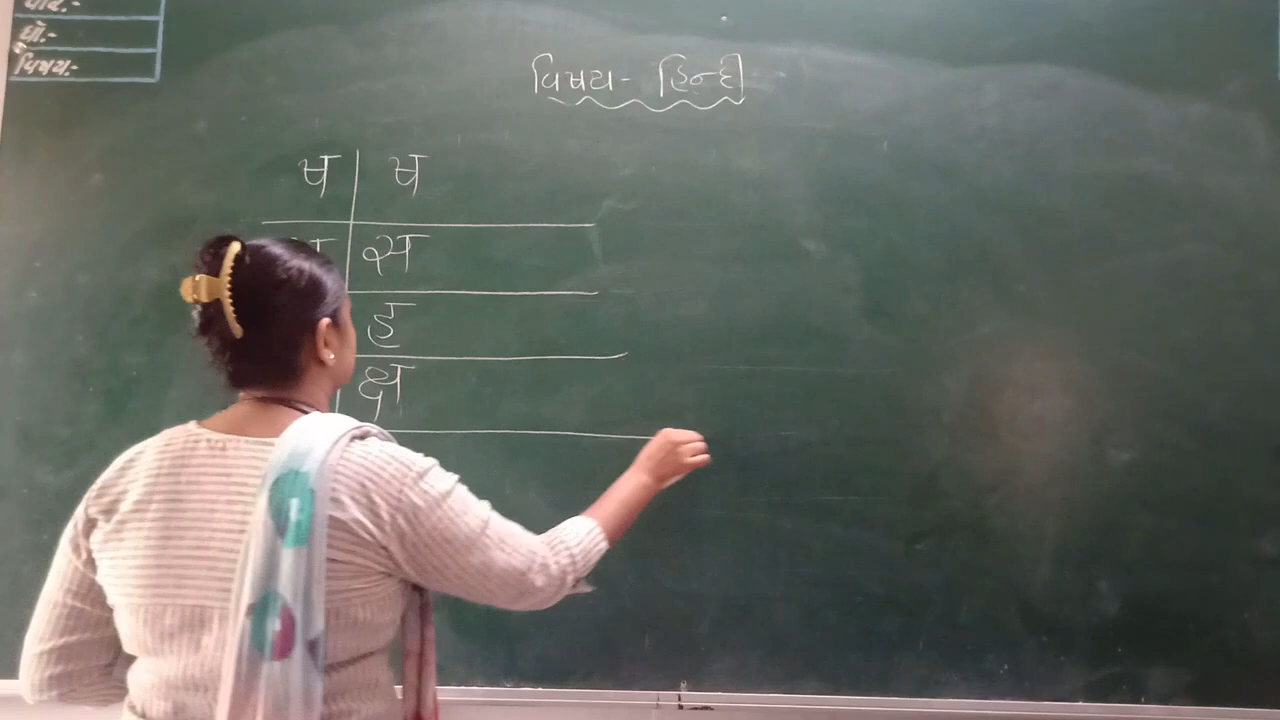 વાર:-
ધો:-
વિષય:-
વિષય - હિન્દી
ष ष
स
ह
क्ष